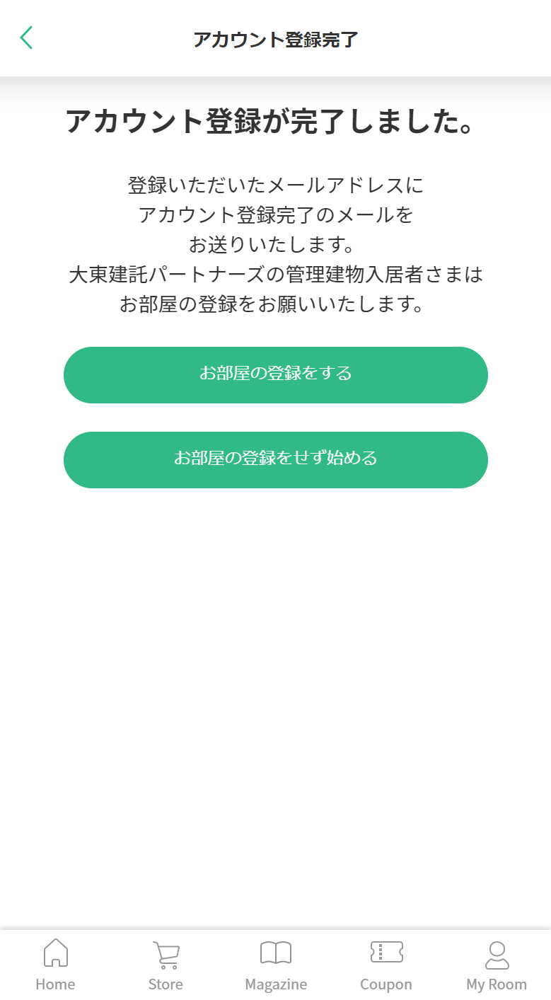 アカウント登録完了
アカウント登録が完了しました。
登録いただいたメールアドレスに
アカウント登録完了のメールを
お送りいたします。
大東建託パートナーズの管理建物入居者さまは
お部屋の登録をお願いいたします。
お部屋の登録をする
お部屋の登録をせず始める
Home
Store
Magazine
Coupon
My Room